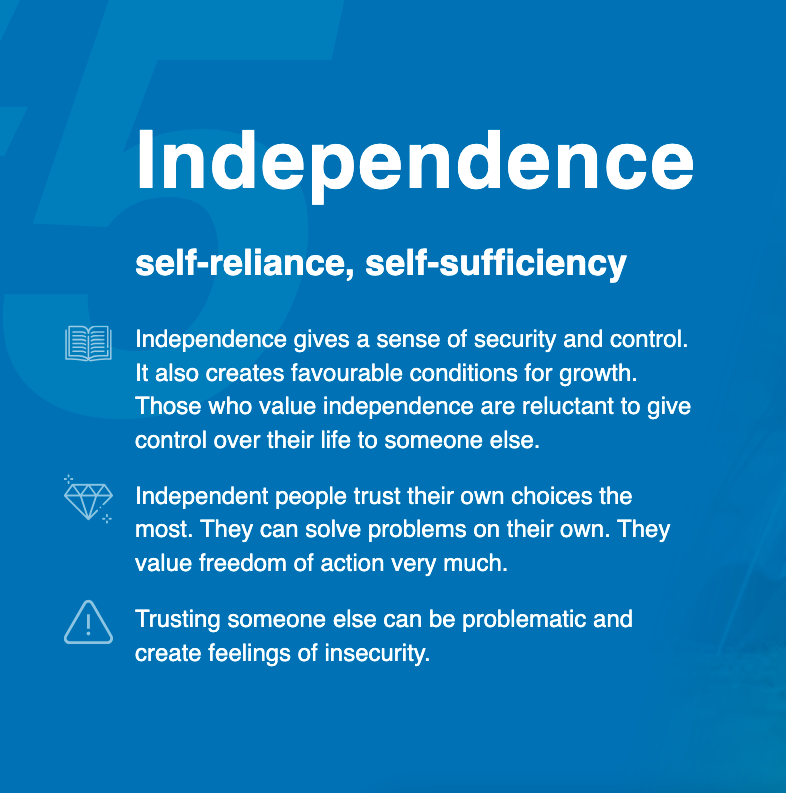 #5
Independence
self-reliance, self-sufficiency
Independence gives a sense of security and control.
It also creates favourable conditions for growth.
Those who value independence are reluctant to give
control over their life to someone else.
Independent people trust their own choices the
most. They can solve problems on their own. They
value freedom of action very much.
Trusting someone else can be problematic and
create feelings of insecurity.